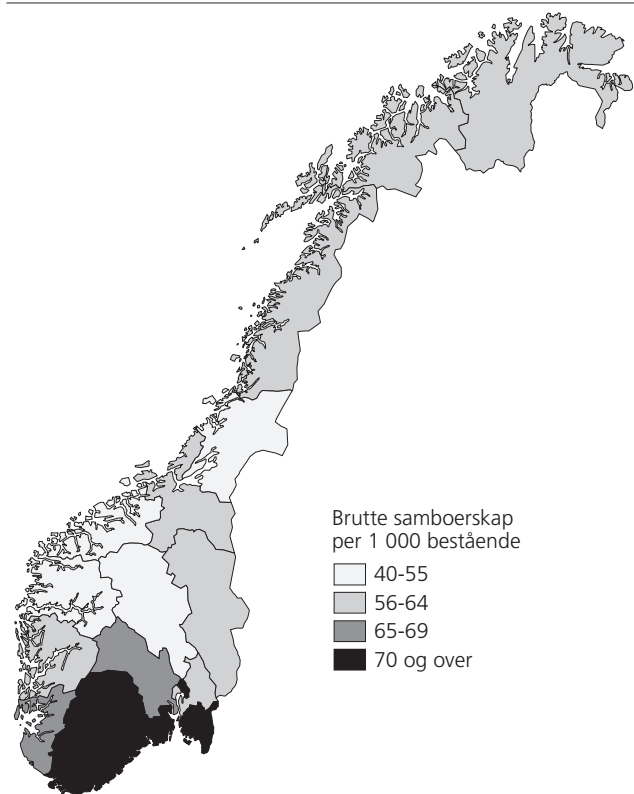 Brutte samboerskap
per 1 000 bestående
40-55
56-64
65-69
70 og over